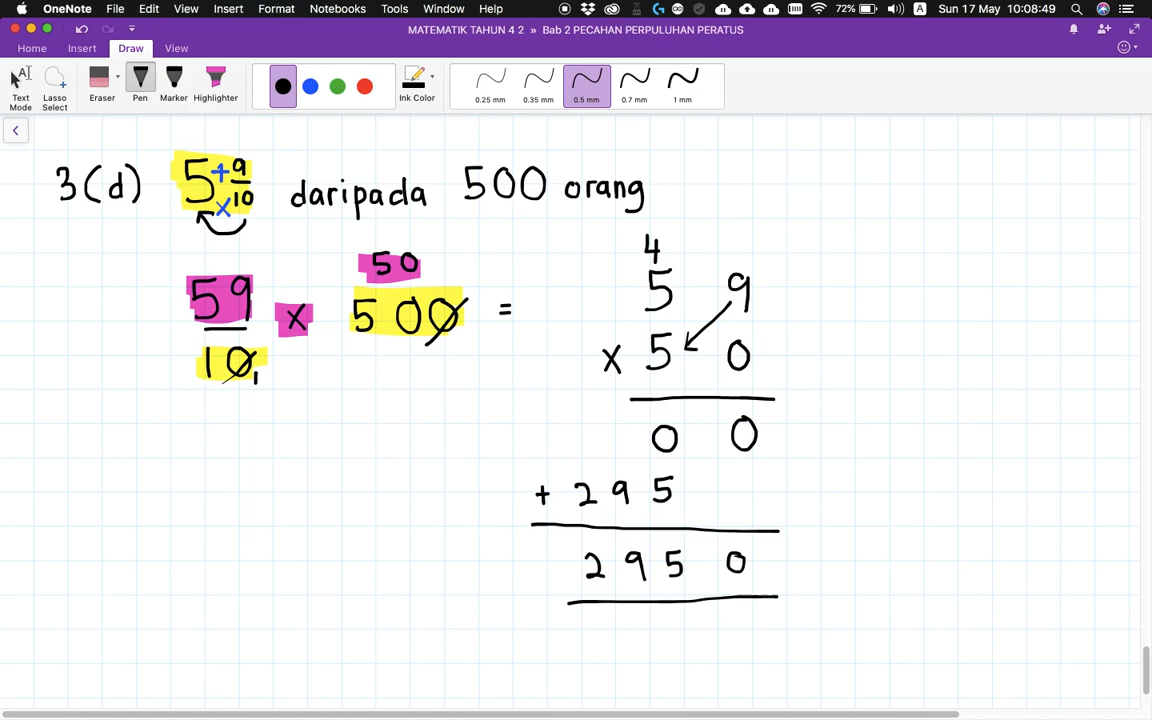 OneNote File Edit View Insert Format Notebooks Tools Window Help 72% A Sun 17 May 10:08:49
MATEMATIK TAHUN 4 2 » Bab 2 PECAHAN PERPULUHAN PERATUS
Home Insert Draw View
Text Mode Lasso Select Eraser Pen Marker Highlighter Ink Color 0.25 mm 0.35 mm 0.5 mm 0.7 mm 1 mm
3(d) 5 + 9/10 × daripada 500 orang
59/10 1 × 500 50 =
4
5 9
× 5 0
0 0
+ 2 9 5
2 9 5 0